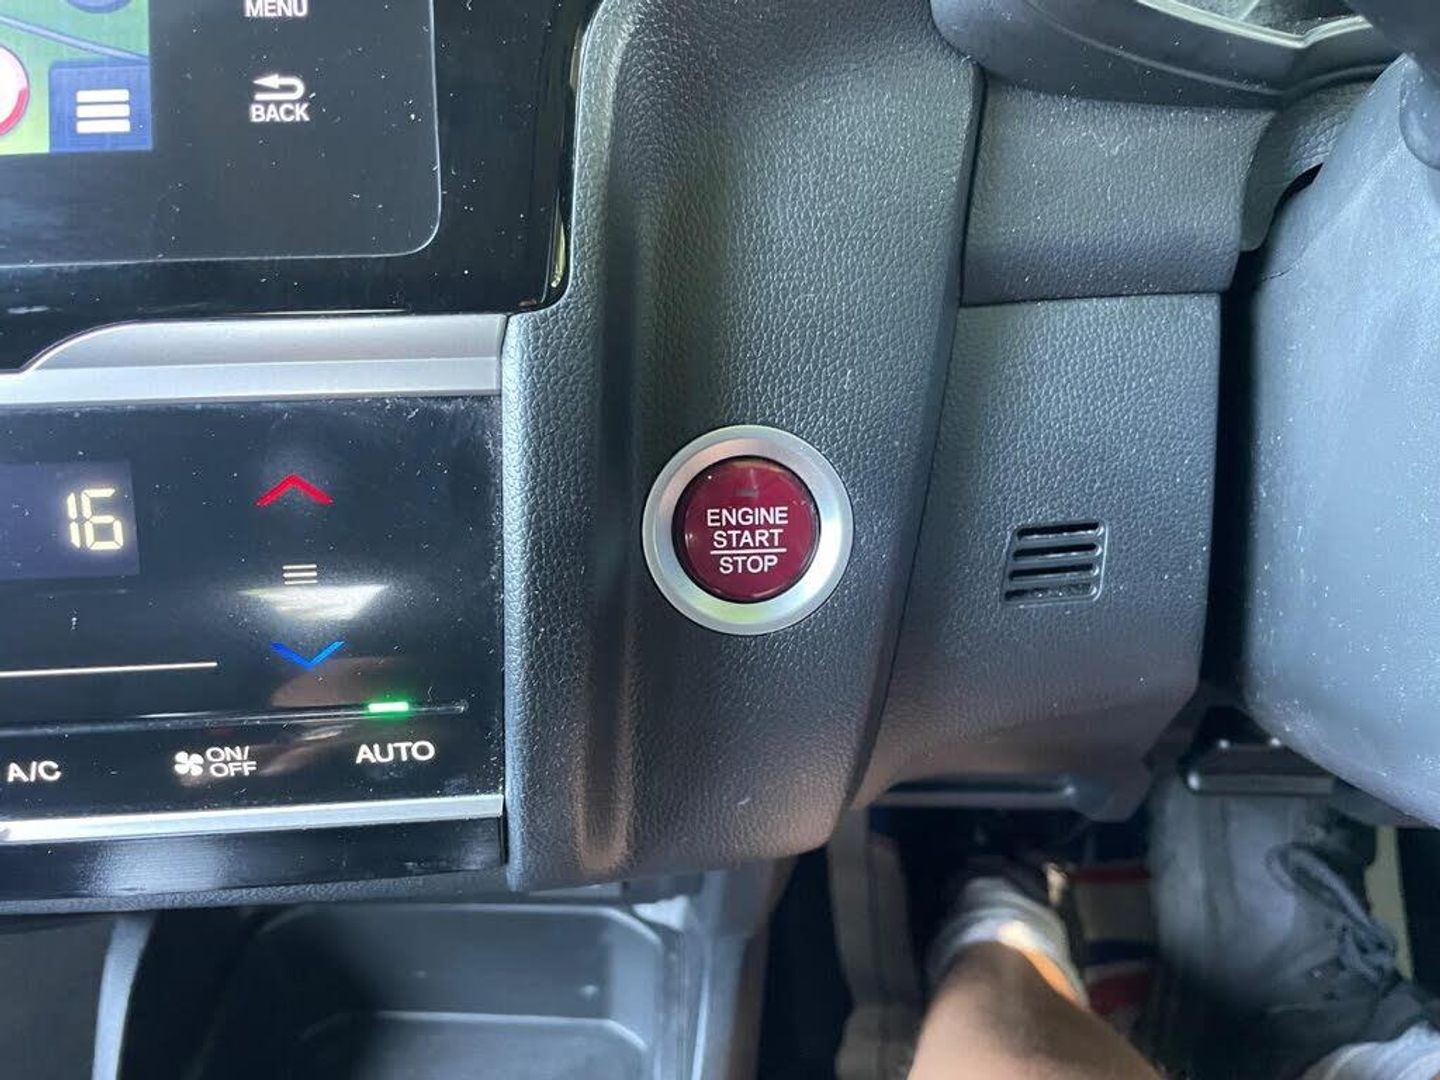 MENU
BACK
16
ENGINE
START
STOP
A/C
ON/
OFF
AUTO